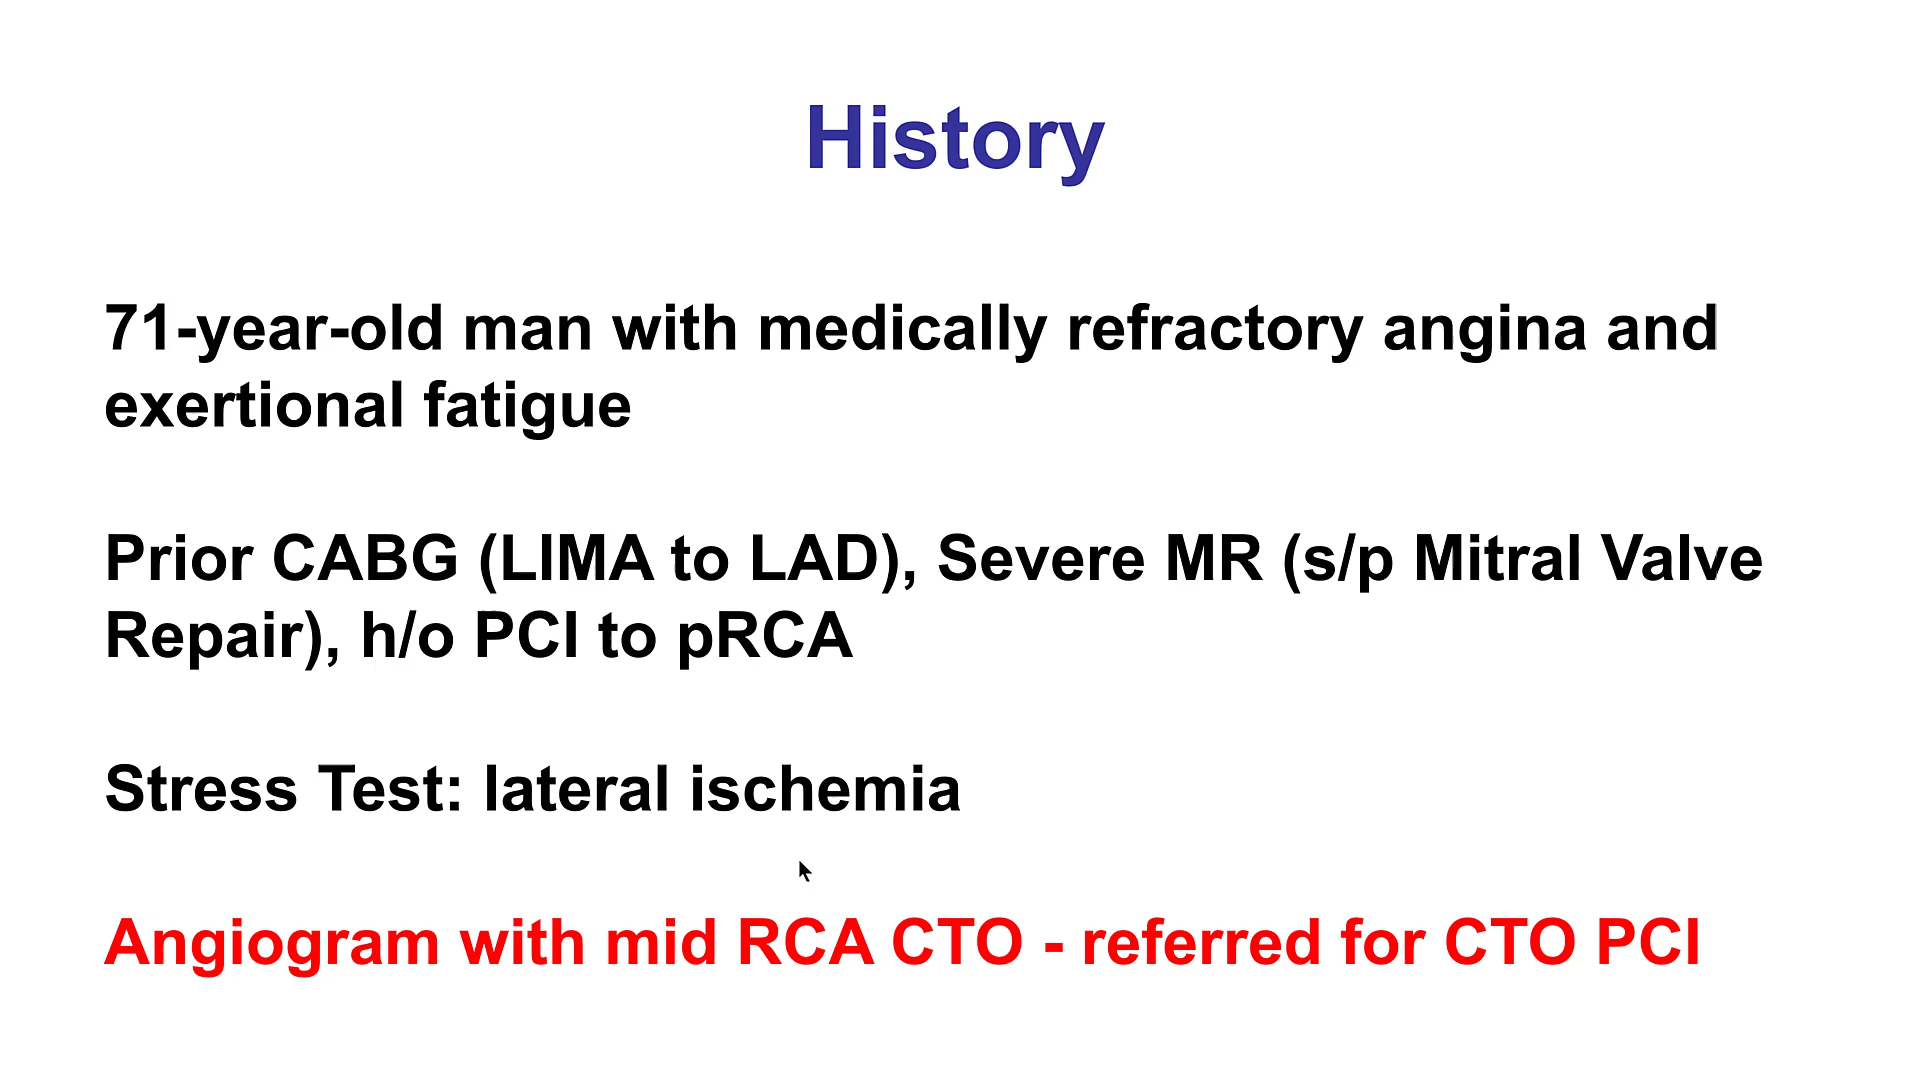 History
71-year-old man with medically refractory angina and
exertional fatigue
Prior CABG (LIMA to LAD), Severe MR (s/p Mitral Valve
Repair), h/o PCI to pRCA
Stress Test: lateral ischemia
Angiogram with mid RCA CTO - referred for CTO PCI